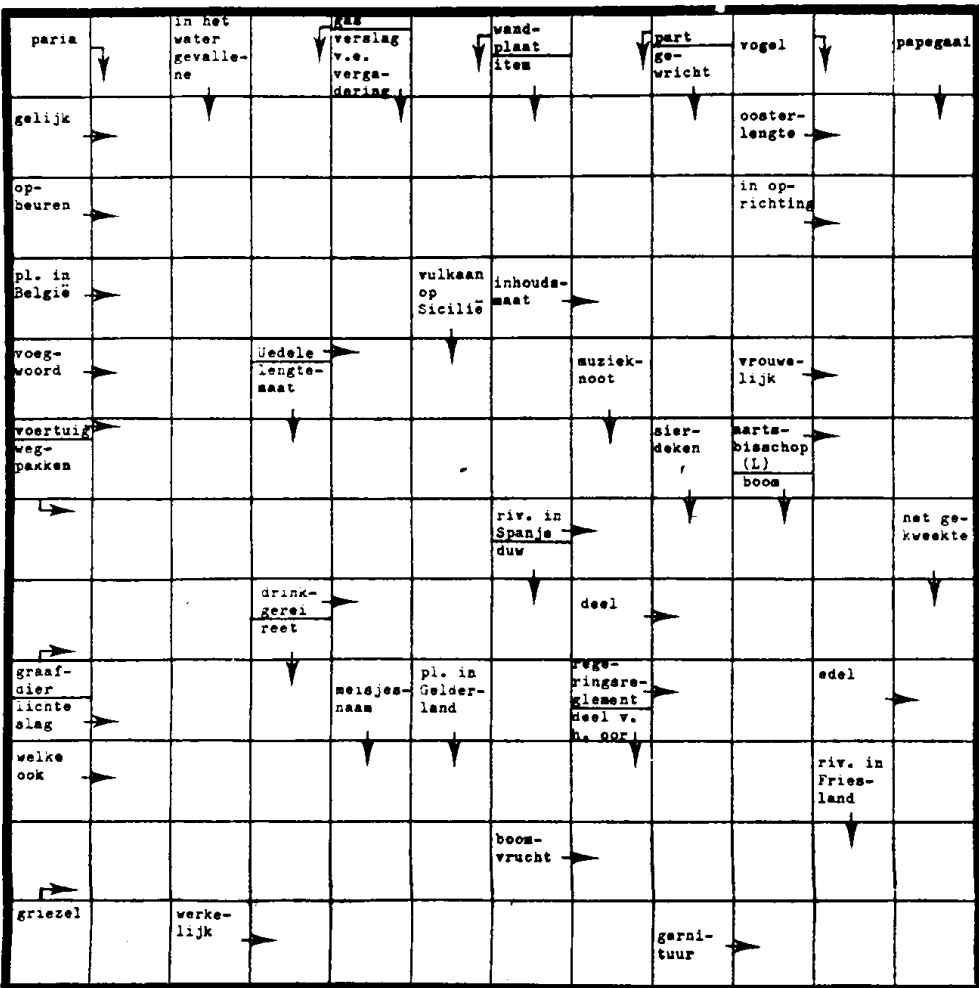 paria
in het
water
gevalle-
ne
gas
verslag
v.e.
verga-
dering
wand-
plaat
item
part
ge-
wricht
vogel
papegaai
gelijk
ooster-
lengte
op-
beuren
in op-
richting
pl. in
België
vulkaan
op
Sicilië
inhouds-
maat
voeg-
woord
Uedele
lengte-
maat
muziek-
noot
vrouwe-
lijk
voertuig
weg-
pakken
sier-
deken
aarts-
bisschop
(L)
boom
riv. in
Spanje
duw
net ge-
kweekte
drink-
gerei
reet
deel
graaf-
dier
lichte
slag
meisjes-
naam
pl. in
Gelder-
land
rege-
ringsre-
glement
deel v.
h. oor
edel
welke
ook
riv. in
Fries-
land
boom-
vrucht
griezel
werke-
lijk
garni-
tuur